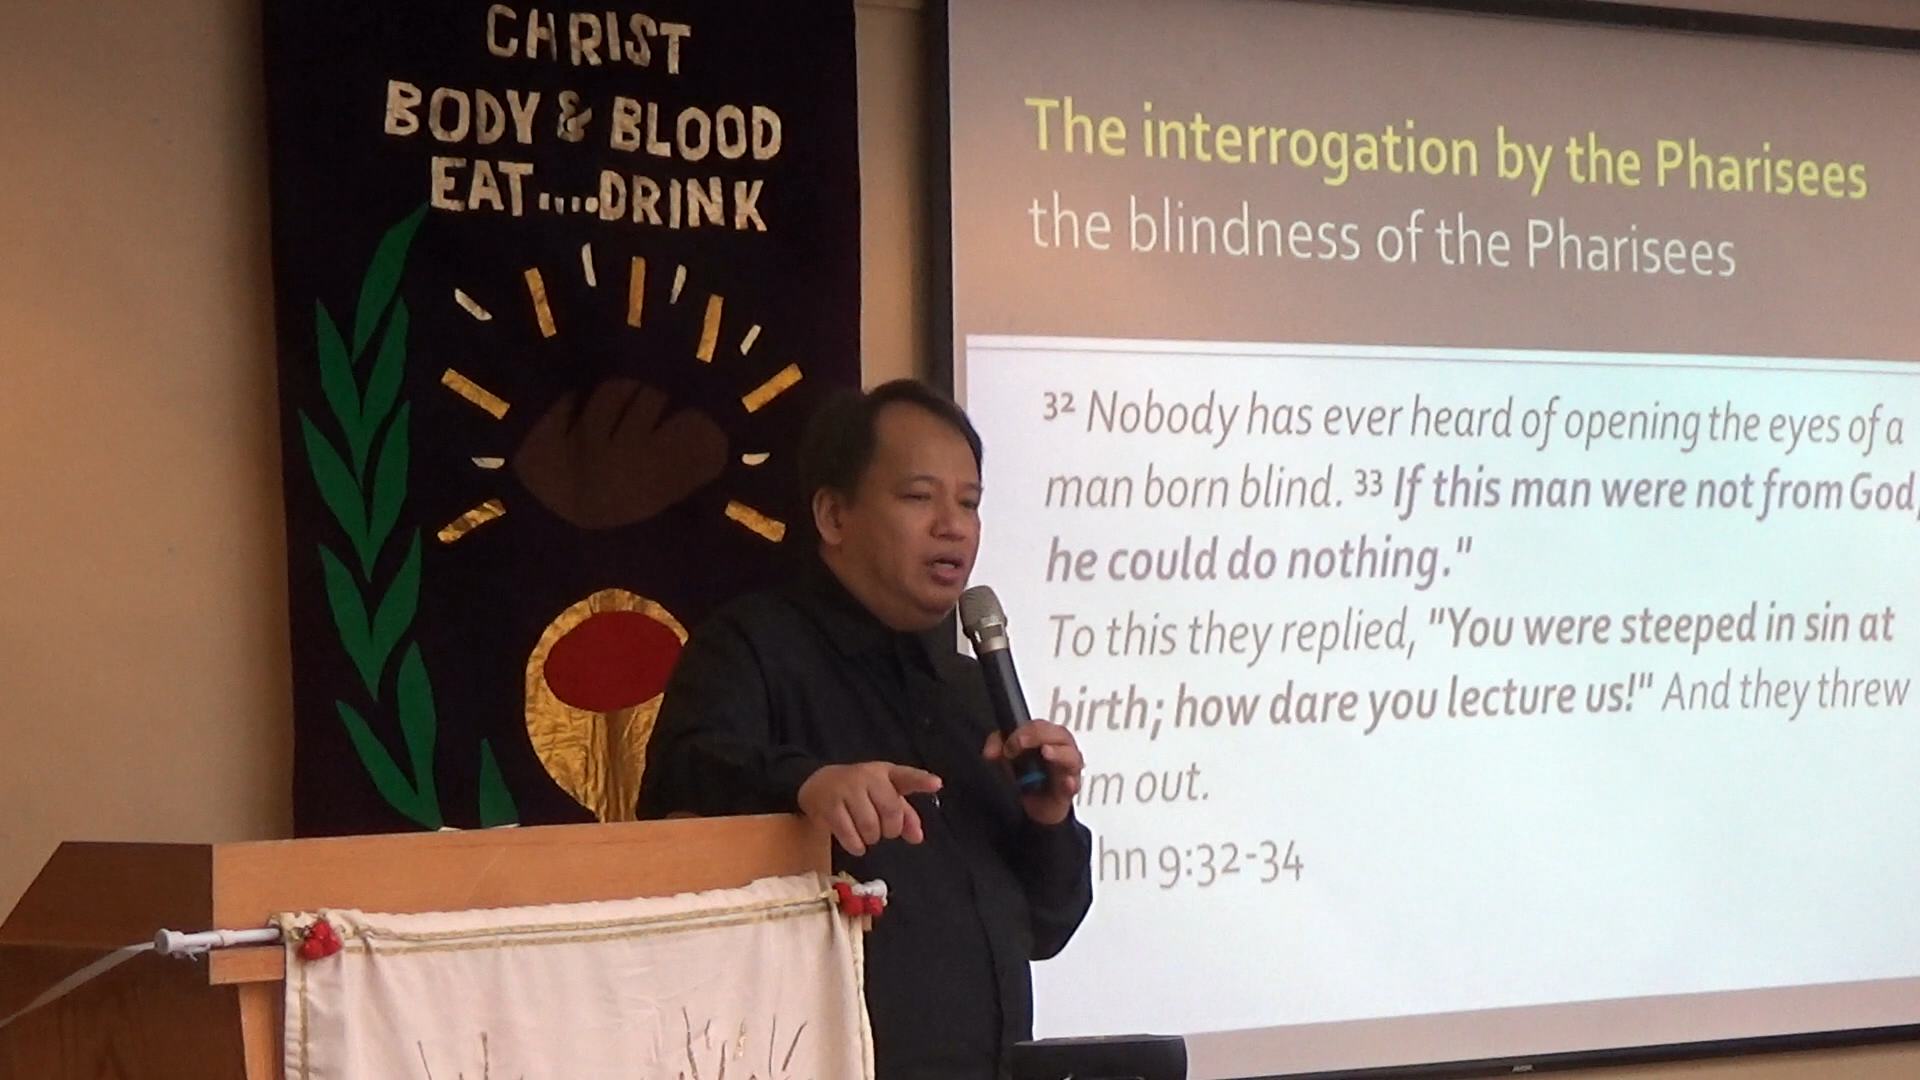 CHRIST
BODY & BLOOD
EAT....DRINK
The interrogation by the Pharisees
the blindness of the Pharisees
³² Nobody has ever heard of opening the eyes of a
man born blind. ³³ If this man were not from God,
he could do nothing."
To this they replied, "You were steeped in sin at
birth; how dare you lecture us!" And they threw
im out.
hn 9:32-34